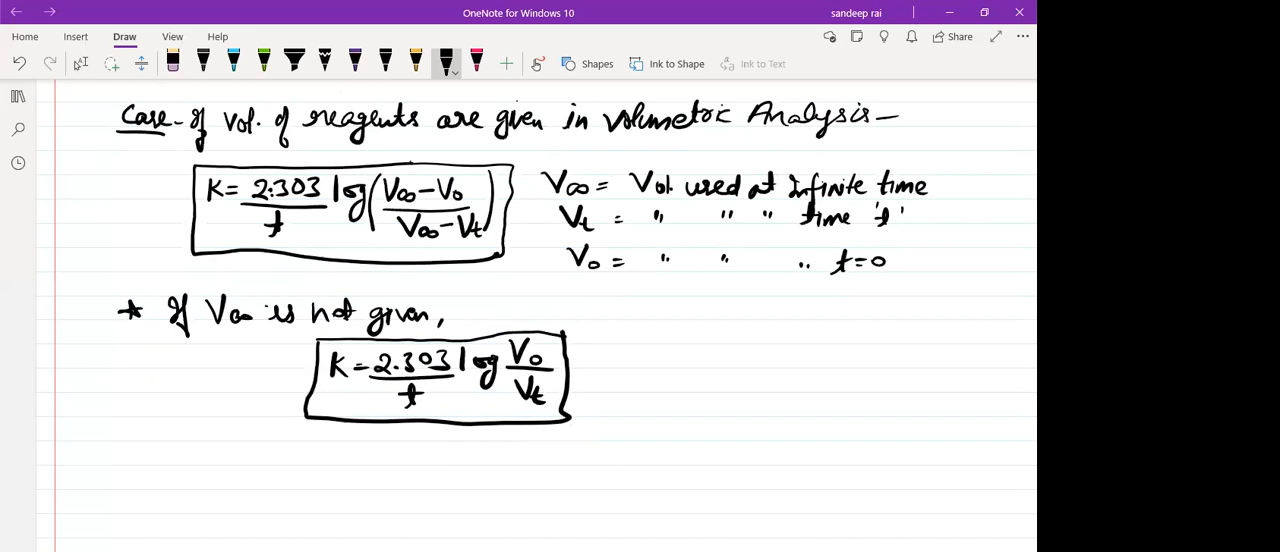 OneNote for Windows 10
sandeep rai
Home Insert Draw View Help
Share
Shapes
Ink to Shape
Ink to Text
Case - If Vol. of reagents are given in volumetric Analysis -
K = 2.303/t log (V∞ - V₀ / V∞ - Vt)
V∞ = Vol. used at Infinite time
Vt = " " " time 't'
V₀ = " " " t=0
* If V∞ is not given,
K = 2.303/t log V₀/Vt